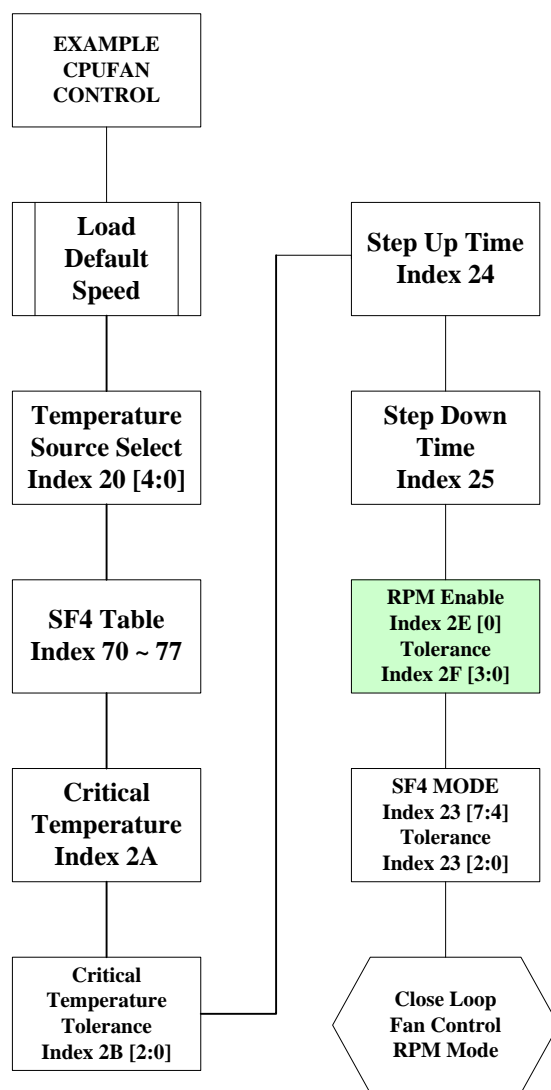 EXAMPLE
CPUFAN
CONTROL
Load
Default
Speed
Temperature
Source Select
Index 20 [4:0]
SF4 Table
Index 70 ~ 77
Critical
Temperature
Index 2A
Critical
Temperature
Tolerance
Index 2B [2:0]
Step Up Time
Index 24
Step Down
Time
Index 25
RPM Enable
Index 2E [0]
Tolerance
Index 2F [3:0]
SF4 MODE
Index 23 [7:4]
Tolerance
Index 23 [2:0]
Close Loop
Fan Control
RPM Mode